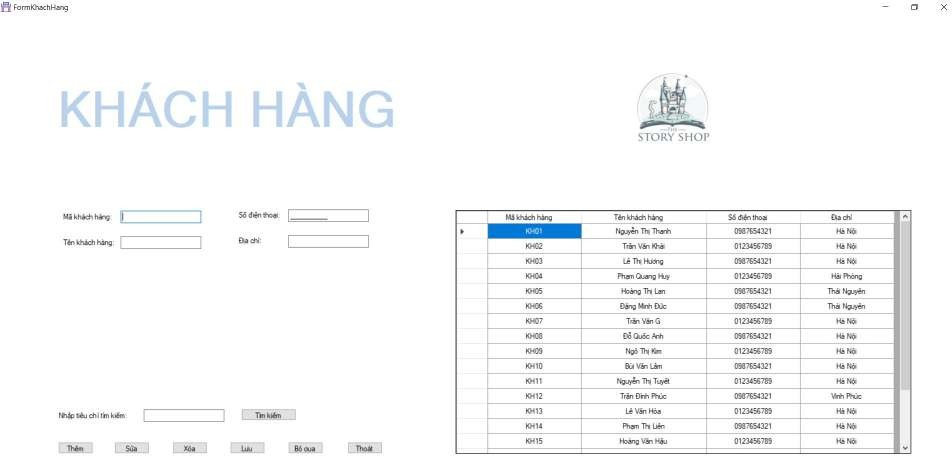 FormKhachHang
KHÁCH HÀNG
THE
STORY SHOP
Mã khách hàng:
Số điện thoại:
Tên khách hàng:
Địa chỉ:
Mã khách hàng Tên khách hàng Số điện thoại Địa chỉ
KH01 Nguyễn Thị Thanh 0987654321 Hà Nội
KH02 Trần Văn Khải 0123456789 Hà Nội
KH03 Lê Thị Hương 0987654321 Hà Nội
KH04 Phạm Quang Huy 0123456789 Hải Phòng
KH05 Hoàng Thị Lan 0987654321 Thái Nguyên
KH06 Đặng Minh Đức 0987654321 Thái Nguyên
KH07 Trần Văn G 0123456789 Hà Nội
KH08 Đỗ Quốc Anh 0987654321 Hà Nội
KH09 Ngô Thị Kim 0123456789 Hà Nội
KH10 Bùi Văn Lâm 0987654321 Hà Nội
KH11 Nguyễn Thị Tuyết 0123456789 Hà Nội
KH12 Trần Đình Phúc 0987654321 Vĩnh Phúc
KH13 Lê Văn Hòa 0123456789 Hà Nội
KH14 Phạm Thị Liên 0987654321 Hà Nội
KH15 Hoàng Văn Hậu 0123456789 Hà Nội
Nhập tiêu chí tìm kiếm:
Tìm kiếm
Thêm Sửa Xóa Lưu Bỏ qua Thoát